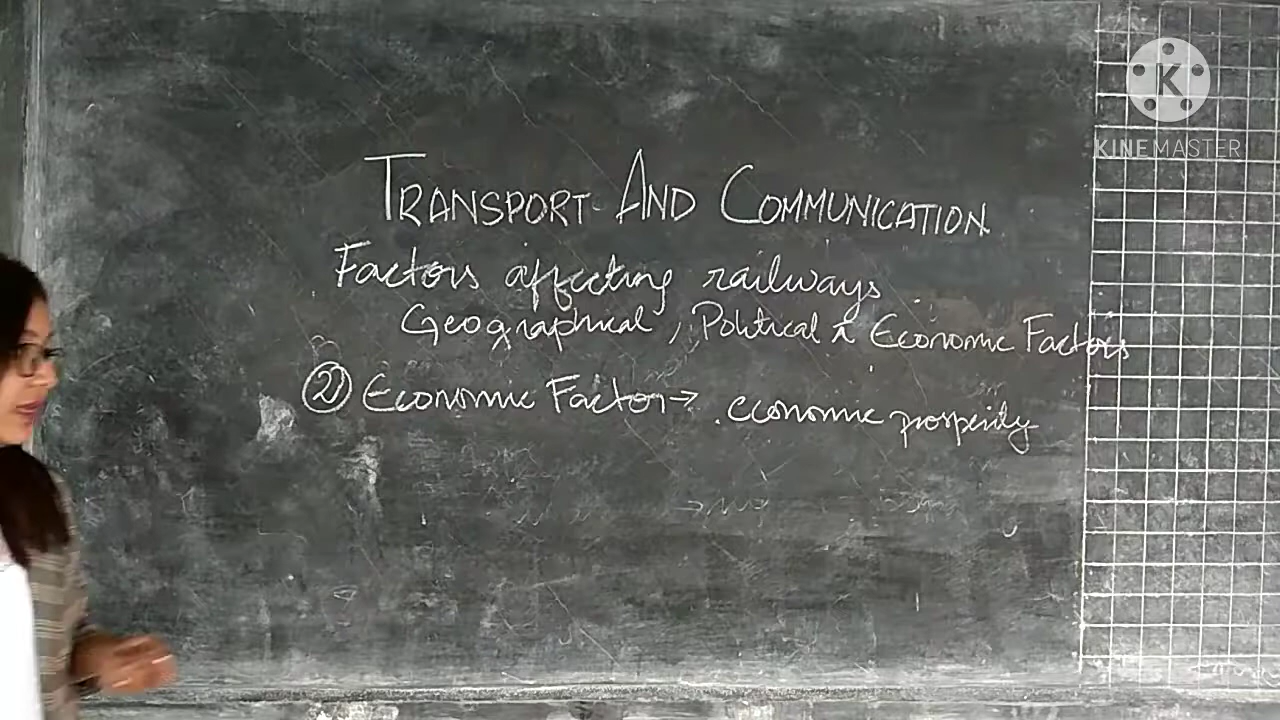 K
KINEMASTER
TRANSPORT AND COMMUNICATION
Factors affecting railways
Geographical, Political & Economic Factors
② Economic Factor → economic prosperity